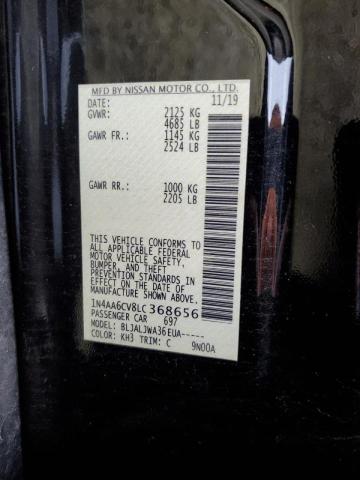 MFD BY NISSAN MOTOR CO., LTD.
DATE: 11/19
GVWR: 2125 KG
4685 LB
GAWR FR.: 1145 KG
2524 LB
GAWR RR.: 1000 KG
2205 LB
THIS VEHICLE CONFORMS TO ALL
APPLICABLE U.S. FEDERAL
MOTOR VEHICLE SAFETY,
BUMPER, AND THEFT
PREVENTION STANDARDS
IN EFFECT ON THE DATE OF
MANUFACTURE SHOWN ABOVE.
1N4AA6CV8LC368656
PASSENGER CAR 697
MODEL: BLJALJWA36EUA-----
COLOR: KH3 TRIM: C 9N00A